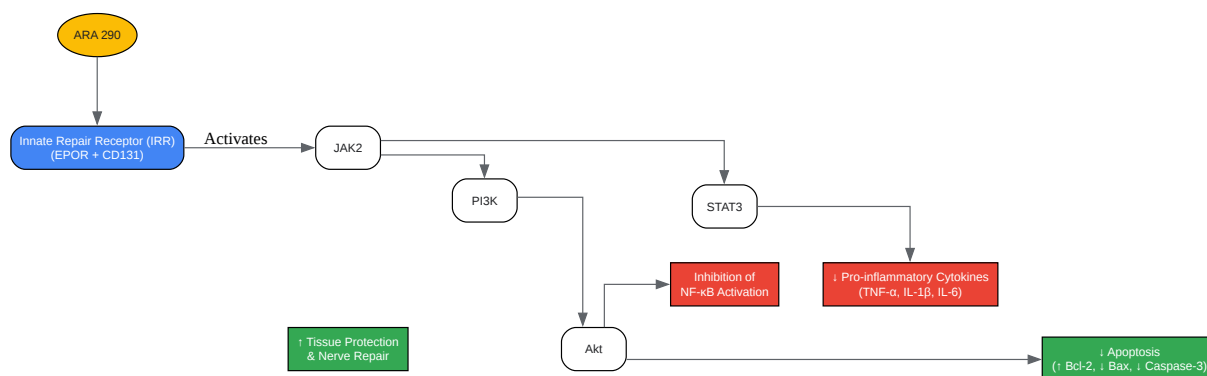 ARA 290
Innate Repair Receptor (IRR)
(EPOR + CD131)
Activates
JAK2
PI3K
STAT3
Inhibition of
NF-κB Activation
↓ Pro-inflammatory Cokines
(TNF-α, IL-1β, IL-6)
↑ Tissue Protection
& Nerve Repair
Akt
↓ Apoptosis
(↑ Bcl-2, ↓ Bax, ↓ Caspase-3)